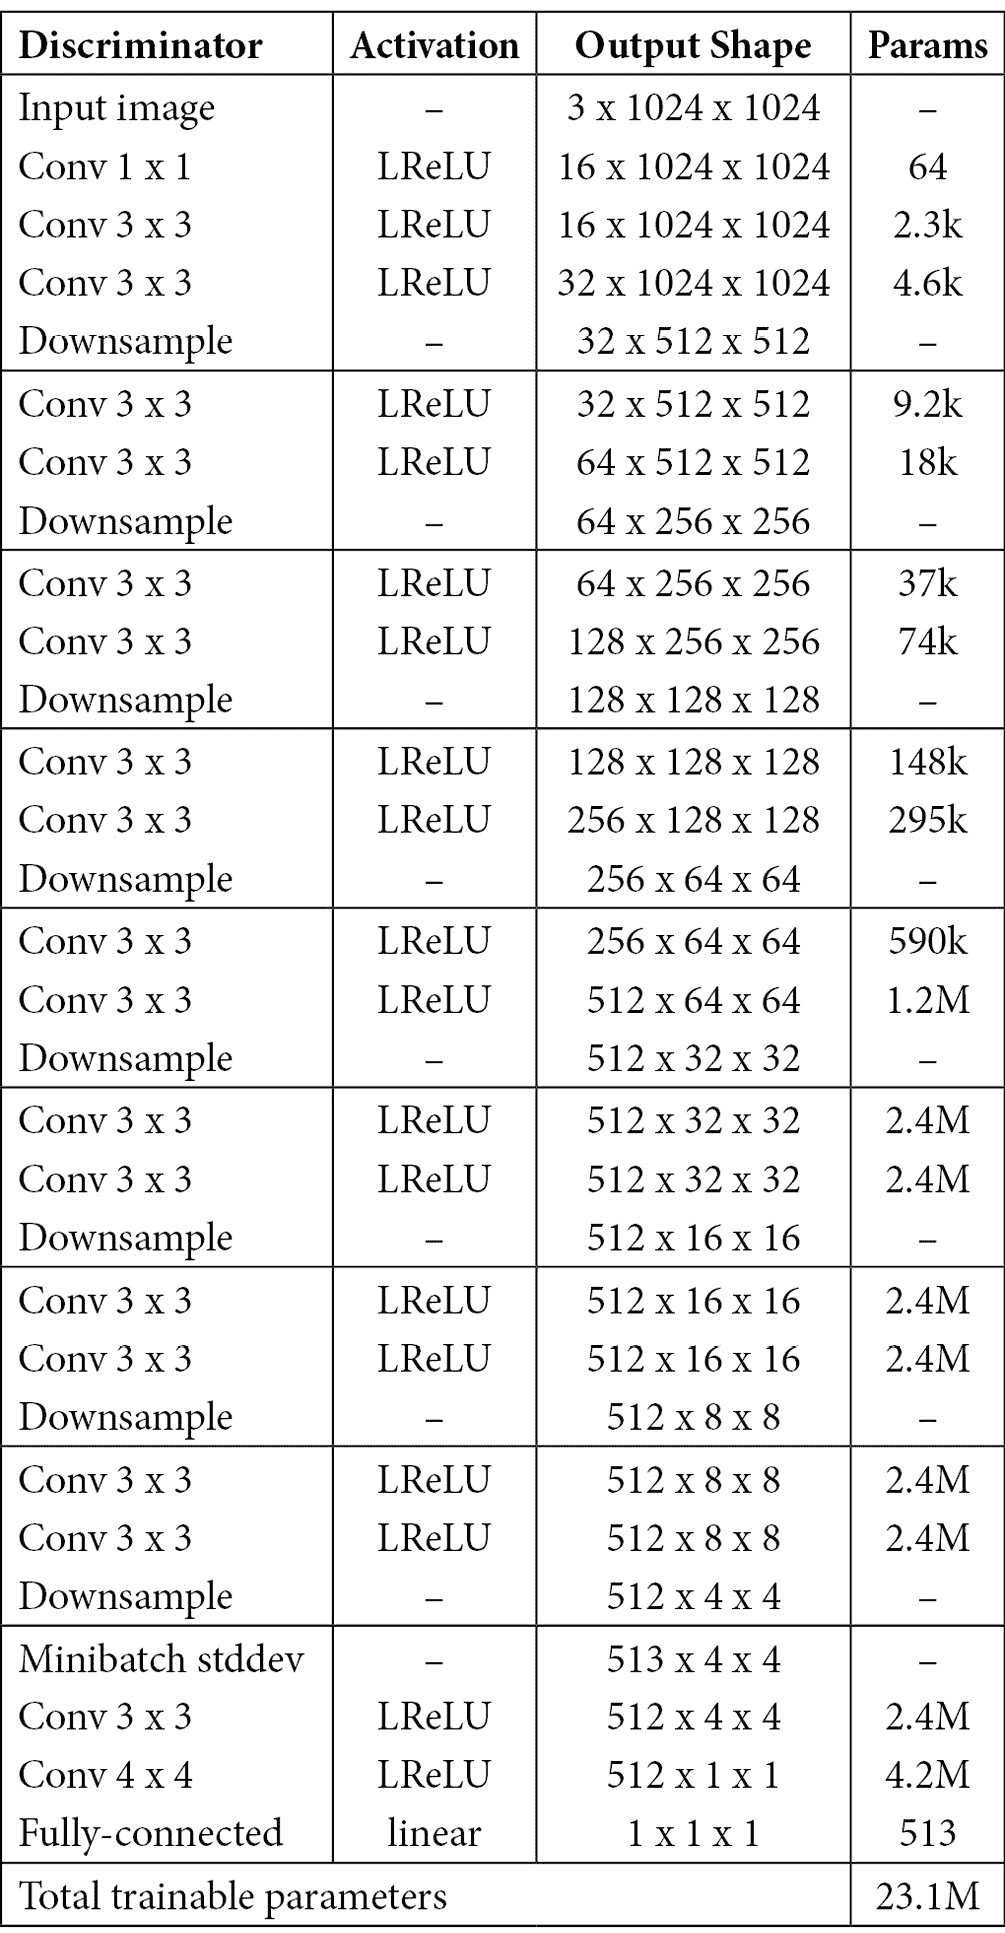 Discriminator Activation Output Shape Params
Input image – 3 x 1024 x 1024 –
Conv 1 x 1 LReLU 16 x 1024 x 1024 64
Conv 3 x 3 LReLU 16 x 1024 x 1024 2.3k
Conv 3 x 3 LReLU 32 x 1024 x 1024 4.6k
Downsample – 32 x 512 x 512 –
Conv 3 x 3 LReLU 32 x 512 x 512 9.2k
Conv 3 x 3 LReLU 64 x 512 x 512 18k
Downsample – 64 x 256 x 256 –
Conv 3 x 3 LReLU 64 x 256 x 256 37k
Conv 3 x 3 LReLU 128 x 256 x 256 74k
Downsample – 128 x 128 x 128 –
Conv 3 x 3 LReLU 128 x 128 x 128 148k
Conv 3 x 3 LReLU 256 x 128 x 128 295k
Downsample – 256 x 64 x 64 –
Conv 3 x 3 LReLU 256 x 64 x 64 590k
Conv 3 x 3 LReLU 512 x 64 x 64 1.2M
Downsample – 512 x 32 x 32 –
Conv 3 x 3 LReLU 512 x 32 x 32 2.4M
Conv 3 x 3 LReLU 512 x 32 x 32 2.4M
Downsample – 512 x 16 x 16 –
Conv 3 x 3 LReLU 512 x 16 x 16 2.4M
Conv 3 x 3 LReLU 512 x 16 x 16 2.4M
Downsample – 512 x 8 x 8 –
Conv 3 x 3 LReLU 512 x 8 x 8 2.4M
Conv 3 x 3 LReLU 512 x 8 x 8 2.4M
Downsample – 512 x 4 x 4 –
Minibatch stddev – 513 x 4 x 4 –
Conv 3 x 3 LReLU 512 x 4 x 4 2.4M
Conv 4 x 4 LReLU 512 x 1 x 1 4.2M
Fully-connected linear 1 x 1 x 1 513
Total trainable parameters 23.1M